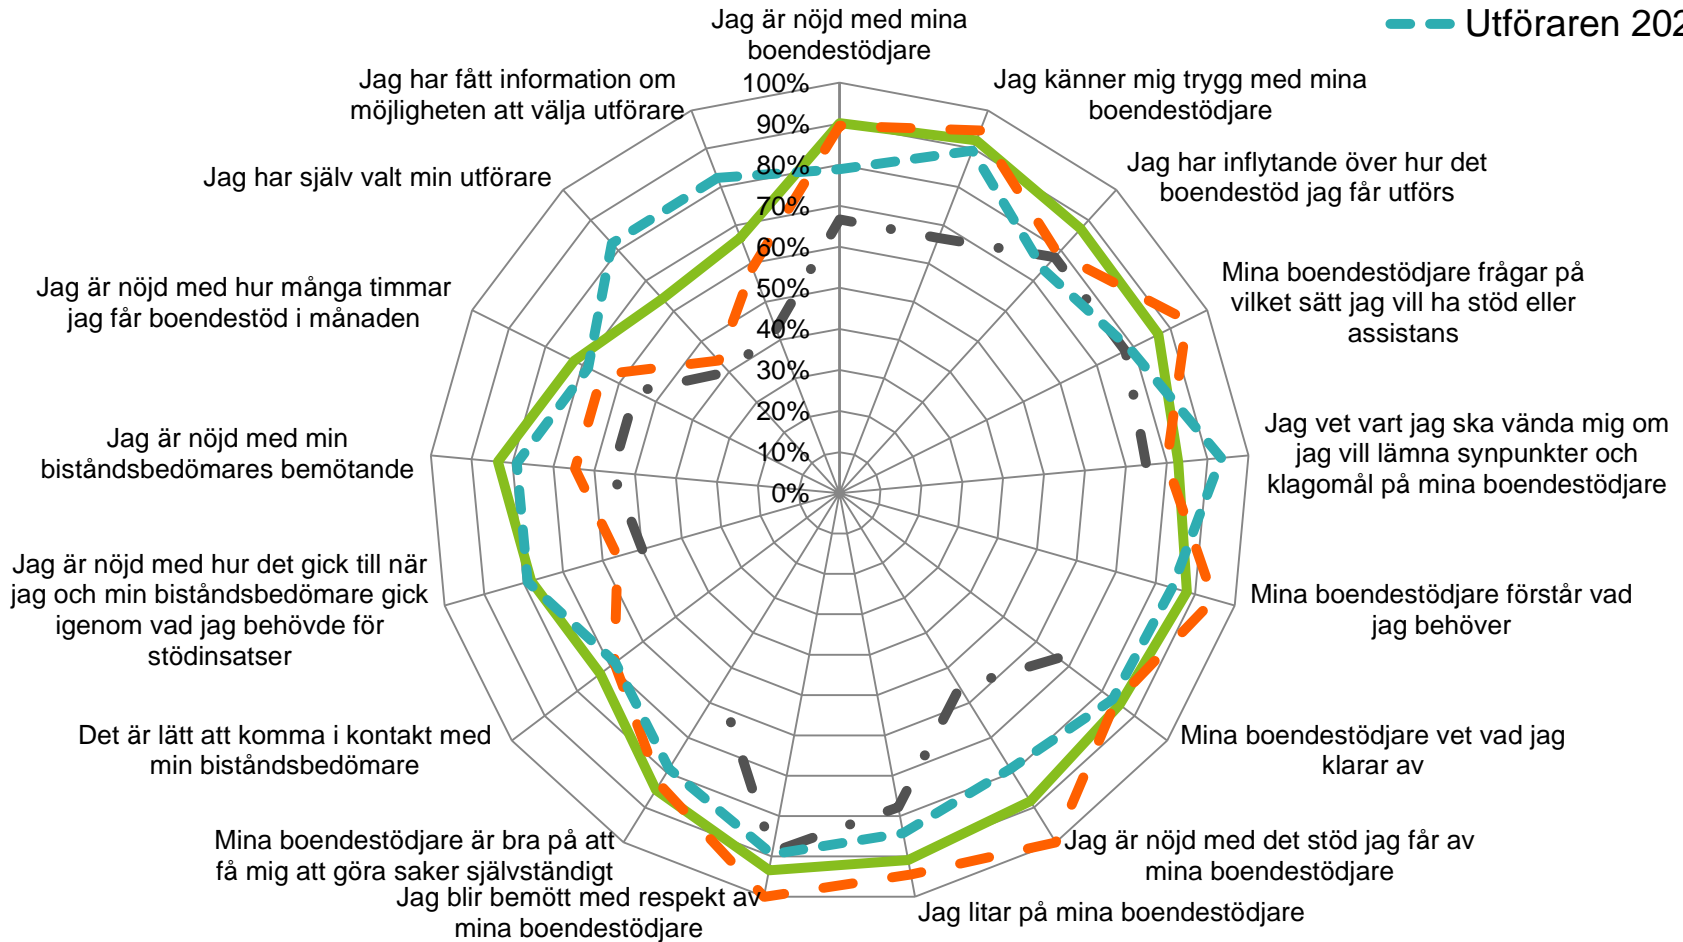 Utföraren 202
Jag är nöjd med mina
boendestödjare
Jag känner mig trygg med mina
boendestödjare
Jag har inflytande över hur det
boendestöd jag får utförs
Mina boendestödjare frågar på
vilket sätt jag vill ha stöd eller
assistans
Jag vet vart jag ska vända mig om
jag vill lämna synpunkter och
klagomål på mina boendestödjare
Mina boendestödjare förstår vad
jag behöver
Mina boendestödjare vet vad jag
klarar av
Jag är nöjd med det stöd jag får av
mina boendestödjare
Jag litar på mina boendestödjare
Jag blir bemött med respekt av
mina boendestödjare
Mina boendestödjare är bra på att
få mig att göra saker självständigt
Det är lätt att komma i kontakt med
min biståndsbedömare
Jag är nöjd med hur det gick till när
jag och min biståndsbedömare gick
igenom vad jag behövde för
stödinsatser
Jag är nöjd med min
biståndsbedömares bemötande
Jag är nöjd med hur många timmar
jag får boendestöd i månaden
Jag har själv valt min utförare
Jag har fått information om
möjligheten att välja utförare
100%
90%
80%
70%
60%
50%
40%
30%
20%
10%
0%